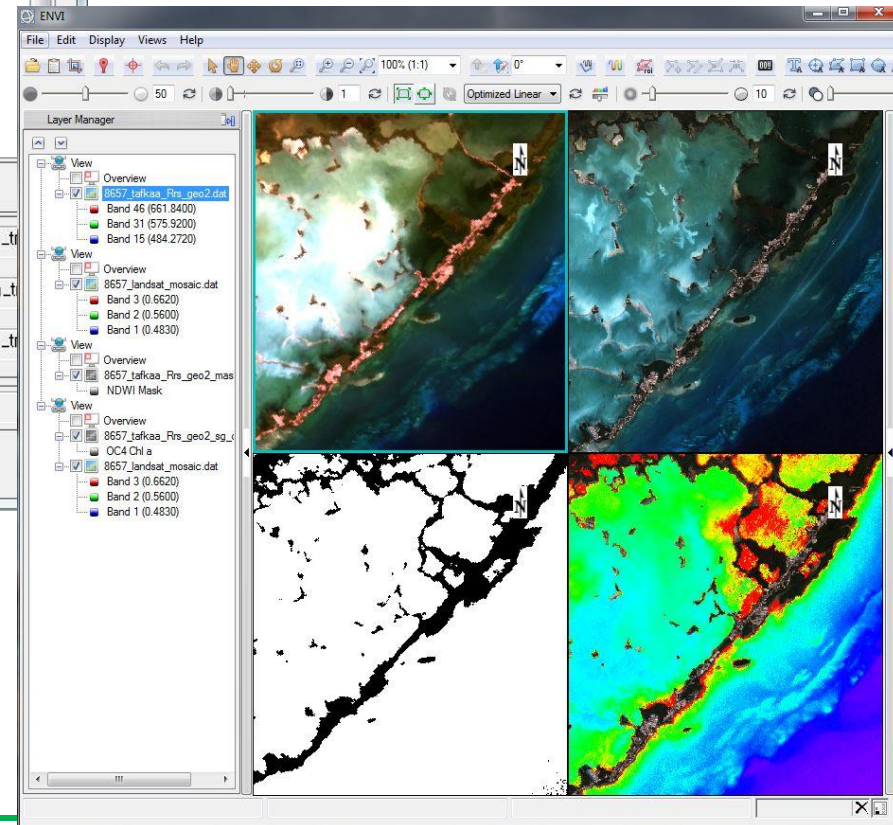 ENVI
File Edit Display Views Help
100% (1:1) 0°
50 1 Optimized Linear 10
Layer Manager
View
Overview
8657_tafkaa_Rrs_geo2.dat
Band 46 (661.8400)
Band 31 (575.9200)
Band 15 (484.2720)
View
Overview
8657_landsat_mosaic.dat
Band 3 (0.6620)
Band 2 (0.5600)
Band 1 (0.4830)
View
Overview
8657_tafkaa_Rrs_geo2_mas
NDWI Mask
View
Overview
8657_tafkaa_Rrs_geo2_sg_c
OC4 Chl a
8657_landsat_mosaic.dat
Band 3 (0.6620)
Band 2 (0.5600)
Band 1 (0.4830)
N
N
N
N